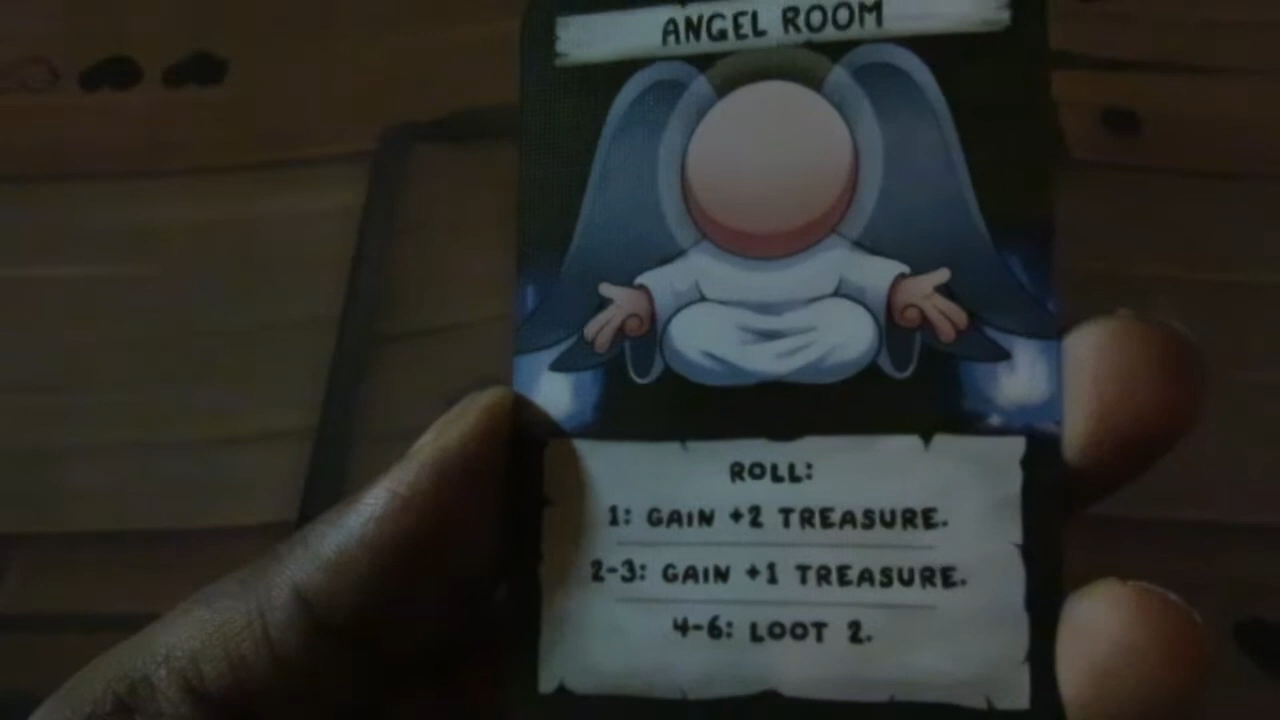 ANGEL ROOM
ROLL:
1: GAIN +2 TREASURE.
2-3: GAIN +1 TREASURE.
4-6: LOOT 2.